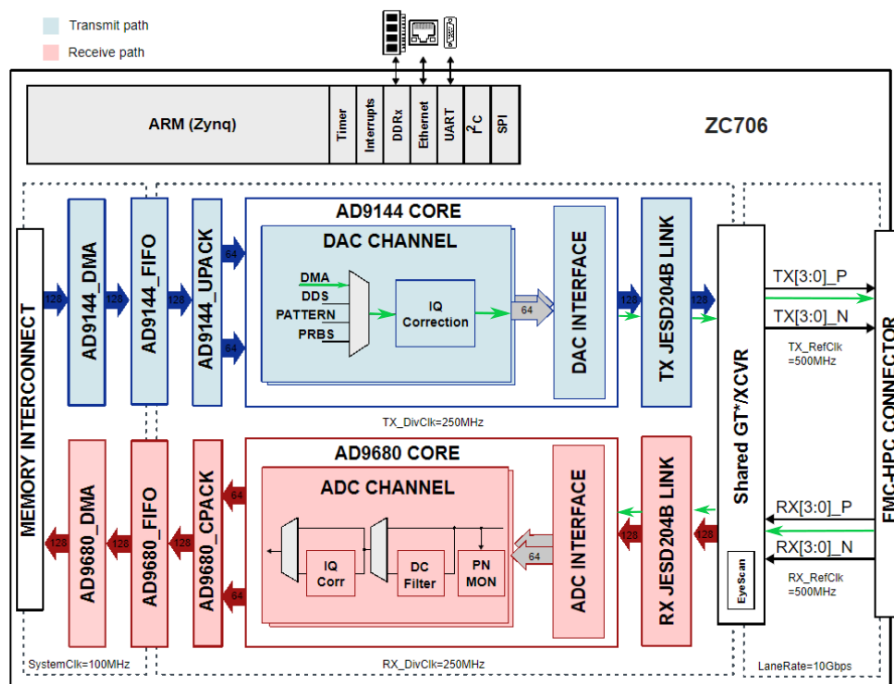 Transmit path
Receive path
ARM (Zynq)
Timer
Interrupts
DDRx
Ethernet
UART
I2C
SPI
ZC706
MEMORY INTERCONNECT
128
AD9144_DMA
128
AD9144_FIFO
128
AD9144_UPACK
64
64
AD9144 CORE
DAC CHANNEL
DMA
DDS
PATTERN
PRBS
IQ
Correction
64
DAC INTERFACE
128
TX JESD204B LINK
128
TX_DivClk=250MHz
Shared GT*/XCVR
EyeScan
TX[3:0]_P
TX[3:0]_N
TX_RefClk
=500MHz
FMC-HPC CONNECTOR
128
AD9680_DMA
128
AD9680_FIFO
128
AD9680_CPACK
64
64
AD9680 CORE
ADC CHANNEL
IQ
Corr
DC
Filter
PN
MON
64
ADC INTERFACE
128
RX JESD204B LINK
128
RX[3:0]_P
RX[3:0]_N
RX_RefClk
=500MHz
SystemClk=100MHz
RX_DivClk=250MHz
LaneRate=10Gbps